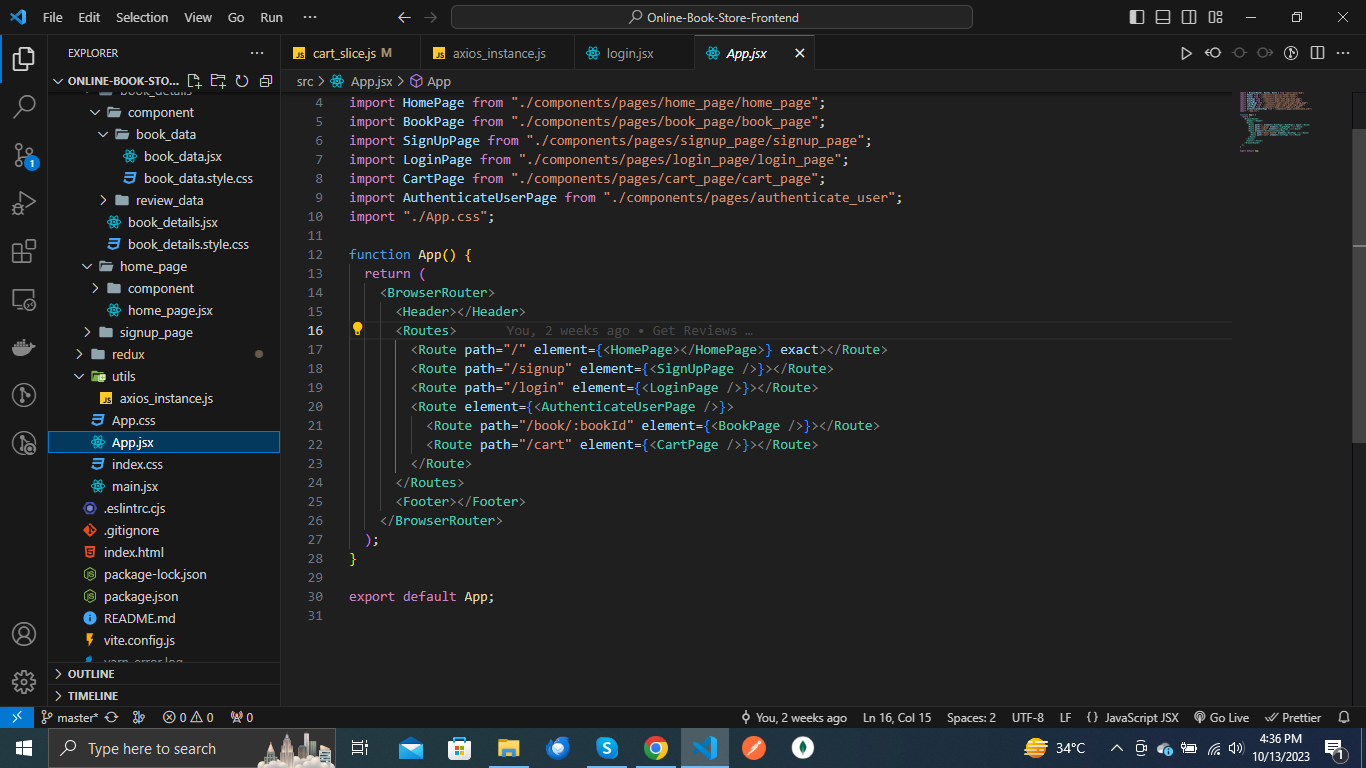 File Edit Selection View Go Run ··· Online-Book-Store-Frontend
EXPLORER ···
ONLINE-BOOK-STO...
book_details
component
book_data
book_data.jsx
book_data.style.css
review_data
book_details.jsx
book_details.style.css
home_page
component
home_page.jsx
signup_page
redux
utils
axios_instance.js
App.css
App.jsx
index.css
main.jsx
.eslintrc.cjs
.gitignore
index.html
package-lock.json
package.json
README.md
vite.config.js
yarn-error.log
OUTLINE
TIMELINE
1
cart_slice.js M axios_instance.js login.jsx App.jsx
src > App.jsx > App
4 import HomePage from "./components/pages/home_page/home_page";
5 import BookPage from "./components/pages/book_page/book_page";
6 import SignUpPage from "./components/pages/signup_page/signup_page";
7 import LoginPage from "./components/pages/login_page/login_page";
8 import CartPage from "./components/pages/cart_page/cart_page";
9 import AuthenticateUserPage from "./components/pages/authenticate_user";
10 import "./App.css";
11
12 function App() {
13 return (
14 <BrowserRouter>
15 <Header></Header>
16 <Routes> You, 2 weeks ago • Get Reviews …
17 <Route path="/" element={<HomePage></HomePage>} exact></Route>
18 <Route path="/signup" element={<SignUpPage />}></Route>
19 <Route path="/login" element={<LoginPage />}></Route>
20 <Route element={<AuthenticateUserPage />}>
21 <Route path="/book/:bookId" element={<BookPage />}></Route>
22 <Route path="/cart" element={<CartPage />}></Route>
23 </Route>
24 </Routes>
25 <Footer></Footer>
26 </BrowserRouter>
27 );
28 }
29
30 export default App;
31
master* 0 0 0 You, 2 weeks ago Ln 16, Col 15 Spaces: 2 UTF-8 LF {} JavaScript JSX Go Live Prettier
Type here to search 34°C 4:36 PM
10/13/2023
1